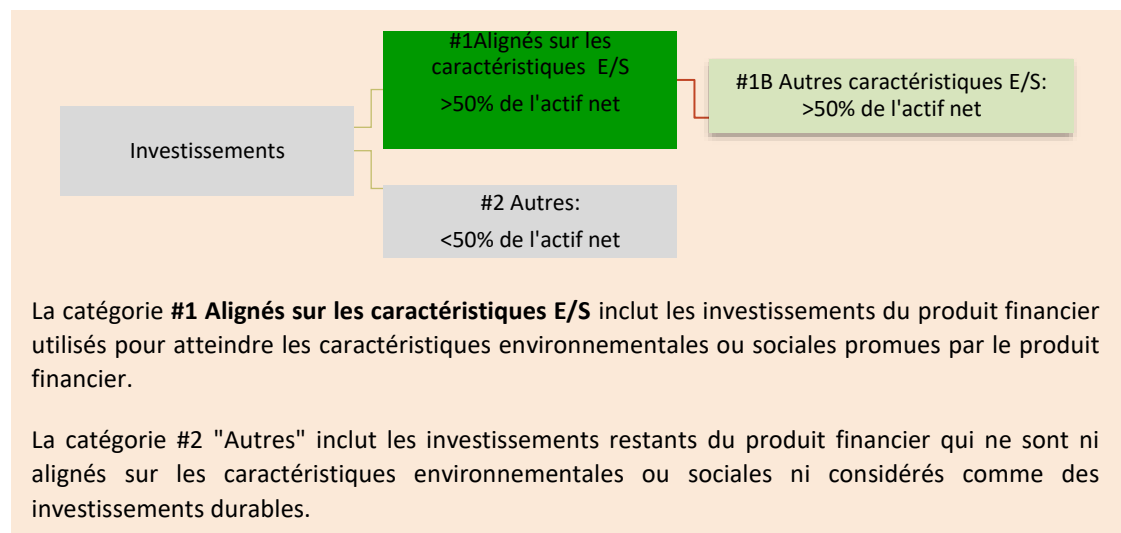 #1Alignés sur les
caractéristiques E/S
>50% de l'actif net
#1B Autres caractéristiques E/S:
>50% de l'actif net
Investissements
#2 Autres:
<50% de l'actif net
La catégorie #1 Alignés sur les caractéristiques E/S inclut les investissements du produit financier
utilisés pour atteindre les caractéristiques environnementales ou sociales promues par le produit
financier.
La catégorie #2 "Autres" inclut les investissements restants du produit financier qui ne sont ni
alignés sur les caractéristiques environnementales ou sociales ni considérés comme des
investissements durables.